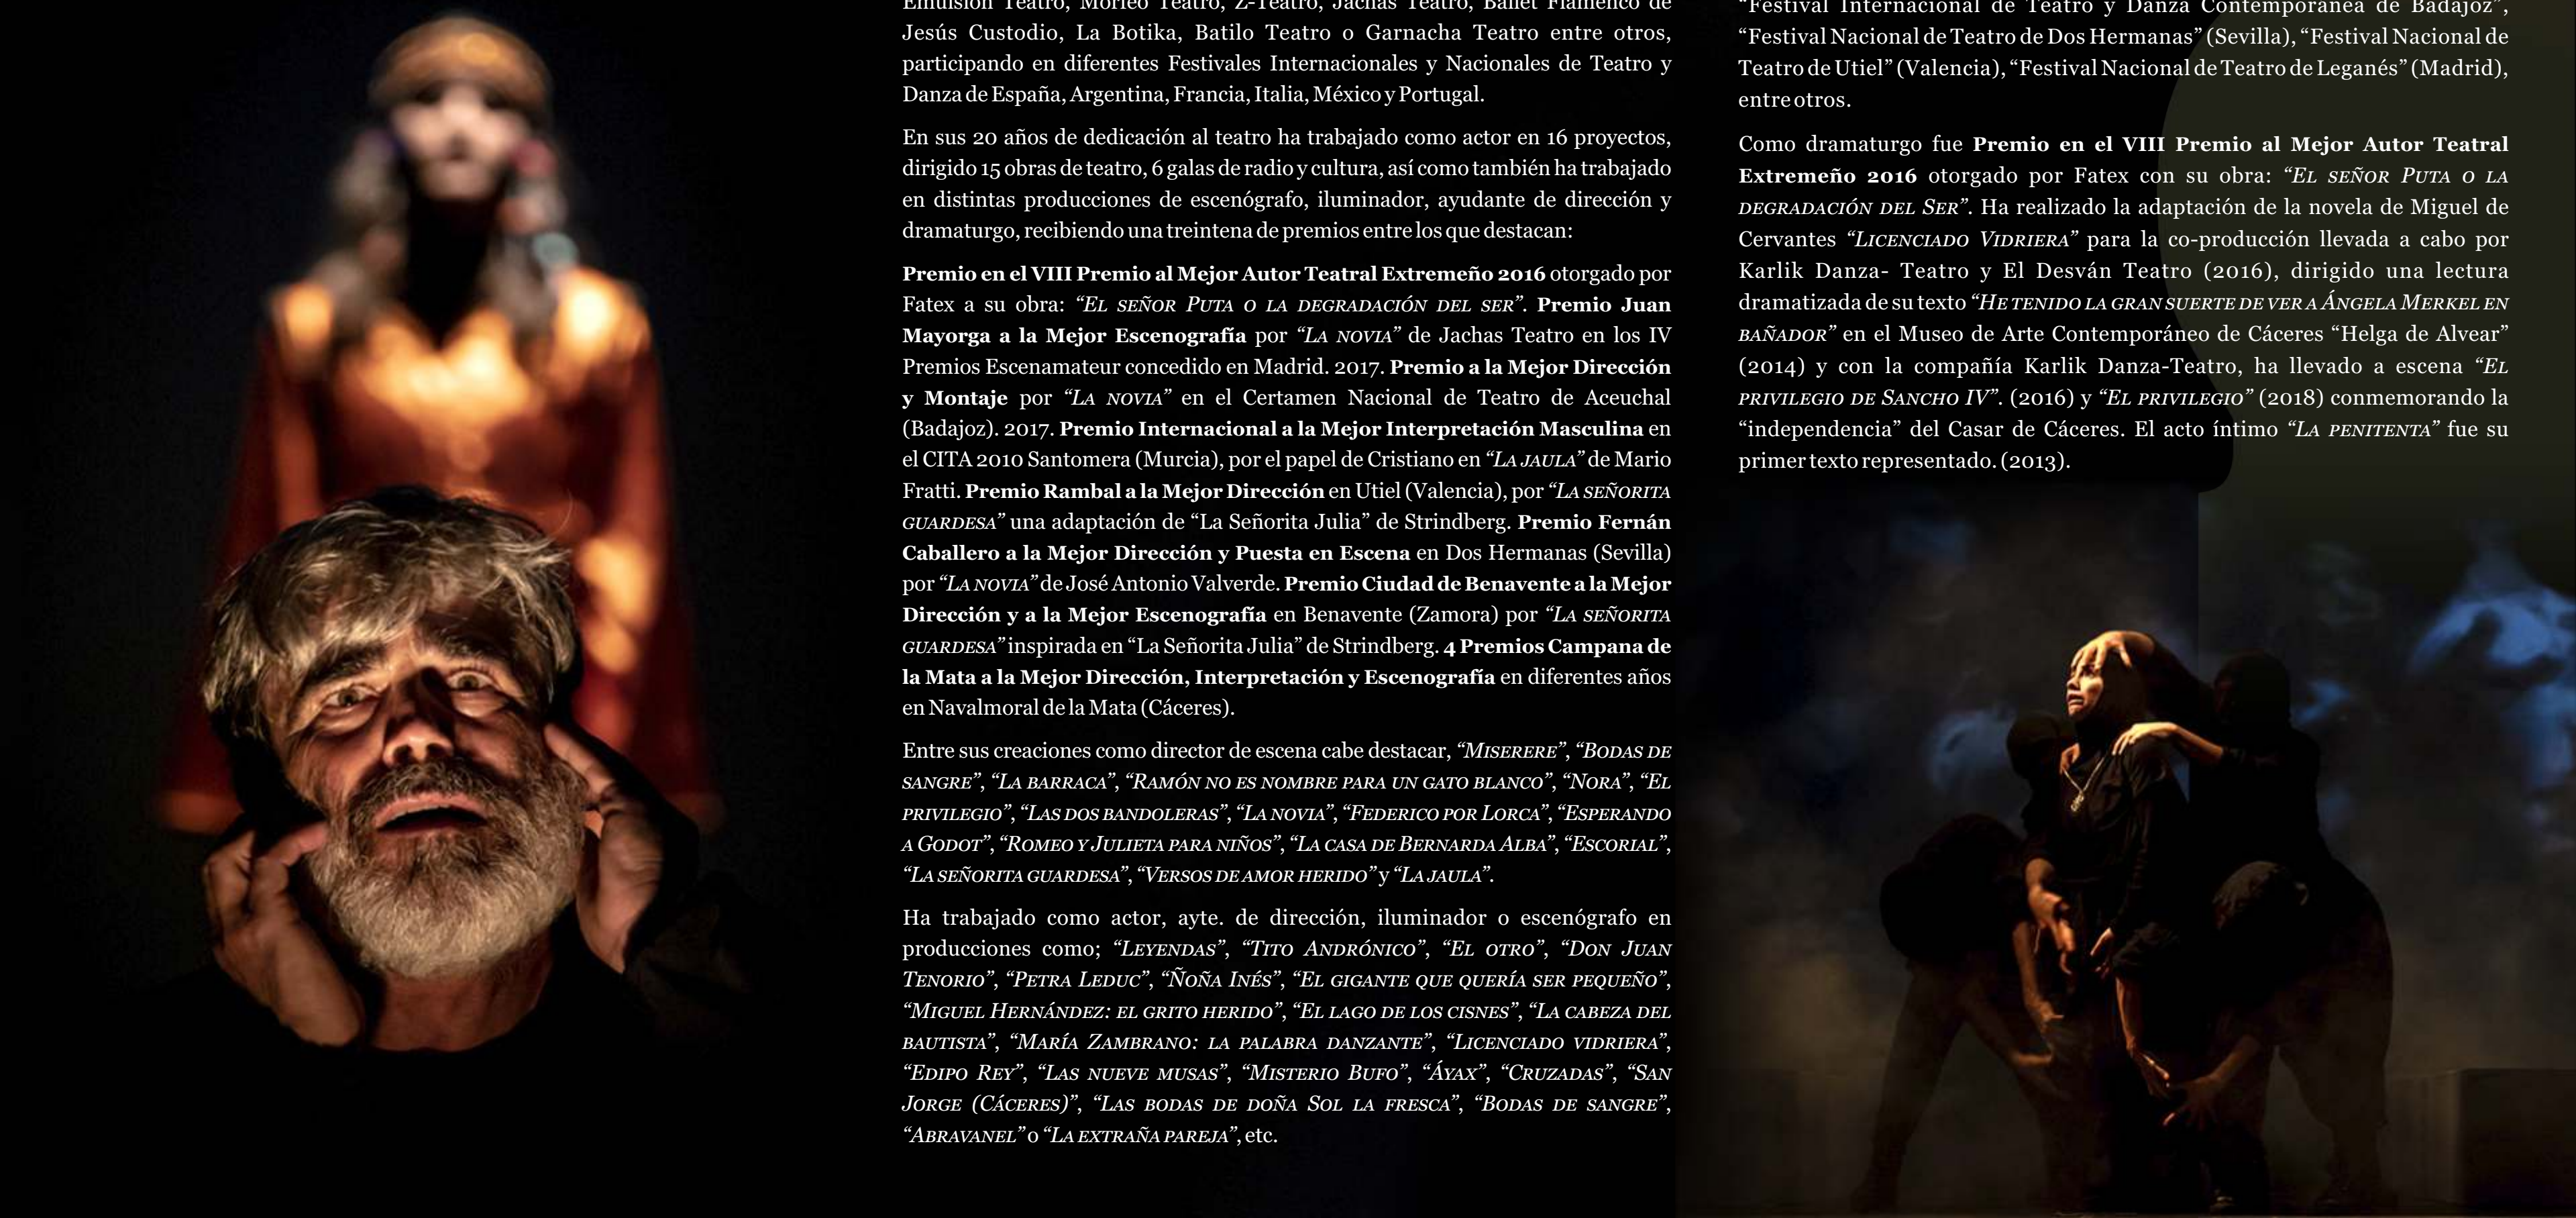 Emulsión Teatro, Morfeo Teatro, Z-Teatro, Jachas Teatro, Ballet Flamenco de
Jesús Custodio, La Botika, Batilo Teatro o Garnacha Teatro entre otros,
participando en diferentes Festivales Internacionales y Nacionales de Teatro y
Danza de España, Argentina, Francia, Italia, México y Portugal.
En sus 20 años de dedicación al teatro ha trabajado como actor en 16 proyectos,
dirigido 15 obras de teatro, 6 galas de radio y cultura, así como también ha trabajado
en distintas producciones de escenógrafo, iluminador, ayudante de dirección y
dramaturgo, recibiendo una treintena de premios entre los que destacan:
Premio en el VIII Premio al Mejor Autor Teatral Extremeño 2016 otorgado por
Fatex a su obra: “EL SEÑOR PUTA O LA DEGRADACIÓN DEL SER”. Premio Juan
Mayorga a la Mejor Escenografía por “LA NOVIA” de Jachas Teatro en los IV
Premios Escenamateur concedido en Madrid. 2017. Premio a la Mejor Dirección
y Montaje por “LA NOVIA” en el Certamen Nacional de Teatro de Aceuchal
(Badajoz). 2017. Premio Internacional a la Mejor Interpretación Masculina en
el CITA 2010 Santomera (Murcia), por el papel de Cristiano en “LA JAULA” de Mario
Fratti. Premio Rambal a la Mejor Dirección en Utiel (Valencia), por “LA SEÑORITA
GUARDESA” una adaptación de “La Señorita Julia” de Strindberg. Premio Fernán
Caballero a la Mejor Dirección y Puesta en Escena en Dos Hermanas (Sevilla)
por “LA NOVIA” de José Antonio Valverde. Premio Ciudad de Benavente a la Mejor
Dirección y a la Mejor Escenografía en Benavente (Zamora) por “LA SEÑORITA
GUARDESA” inspirada en “La Señorita Julia” de Strindberg. 4 Premios Campana de
la Mata a la Mejor Dirección, Interpretación y Escenografía en diferentes años
en Navalmoral de la Mata (Cáceres).
Entre sus creaciones como director de escena cabe destacar, “MISERERE”, “BODAS DE
SANGRE”, “LA BARRACA”, “RAMÓN NO ES NOMBRE PARA UN GATO BLANCO”, “NORA”, “EL
PRIVILEGIO”, “LAS DOS BANDOLERAS”, “LA NOVIA”, “FEDERICO POR LORCA”, “ESPERANDO
A GODOT”, “ROMEO Y JULIETA PARA NIÑOS”, “LA CASA DE BERNARDA ALBA”, “ESCORIAL”,
“LA SEÑORITA GUARDESA”, “VERSOS DE AMOR HERIDO” y “LA JAULA”.
Ha trabajado como actor, ayte. de dirección, iluminador o escenógrafo en
producciones como; “LEYENDAS”, “TITO ANDRÓNICO”, “EL OTRO”, “DON JUAN
TENORIO”, “PETRA LEDUC”, “ÑOÑA INÉS”, “EL GIGANTE QUE QUERÍA SER PEQUEÑO”,
“MIGUEL HERNÁNDEZ: EL GRITO HERIDO”, “EL LAGO DE LOS CISNES”, “LA CABEZA DEL
BAUTISTA”, “MARÍA ZAMBRANO: LA PALABRA DANZANTE”, “LICENCIADO VIDRIERA”,
“EDIPO REY”, “LAS NUEVE MUSAS”, “MISTERIO BUFO”, “ÁYAX”, “CRUZADAS”, “SAN
JORGE (CÁCERES)”, “LAS BODAS DE DOÑA SOL LA FRESCA”, “BODAS DE SANGRE”,
“ABRAVANEL” o “LA EXTRAÑA PAREJA”, etc.
“Festival Internacional de Teatro y Danza Contemporánea de Badajoz”,
“Festival Nacional de Teatro de Dos Hermanas” (Sevilla), “Festival Nacional de
Teatro de Utiel” (Valencia), “Festival Nacional de Teatro de Leganés” (Madrid),
entre otros.
Como dramaturgo fue Premio en el VIII Premio al Mejor Autor Teatral
Extremeño 2016 otorgado por Fatex con su obra: “EL SEÑOR PUTA O LA
DEGRADACIÓN DEL SER”. Ha realizado la adaptación de la novela de Miguel de
Cervantes “LICENCIADO VIDRIERA” para la co-producción llevada a cabo por
Karlik Danza- Teatro y El Desván Teatro (2016), dirigido una lectura
dramatizada de su texto “HE TENIDO LA GRAN SUERTE DE VER A ÁNGELA MERKEL EN
BAÑADOR” en el Museo de Arte Contemporáneo de Cáceres “Helga de Alvear”
(2014) y con la compañía Karlik Danza-Teatro, ha llevado a escena “EL
PRIVILEGIO DE SANCHO IV”. (2016) y “EL PRIVILEGIO” (2018) conmemorando la
“independencia” del Casar de Cáceres. El acto íntimo “LA PENITENTA” fue su
primer texto representado. (2013).